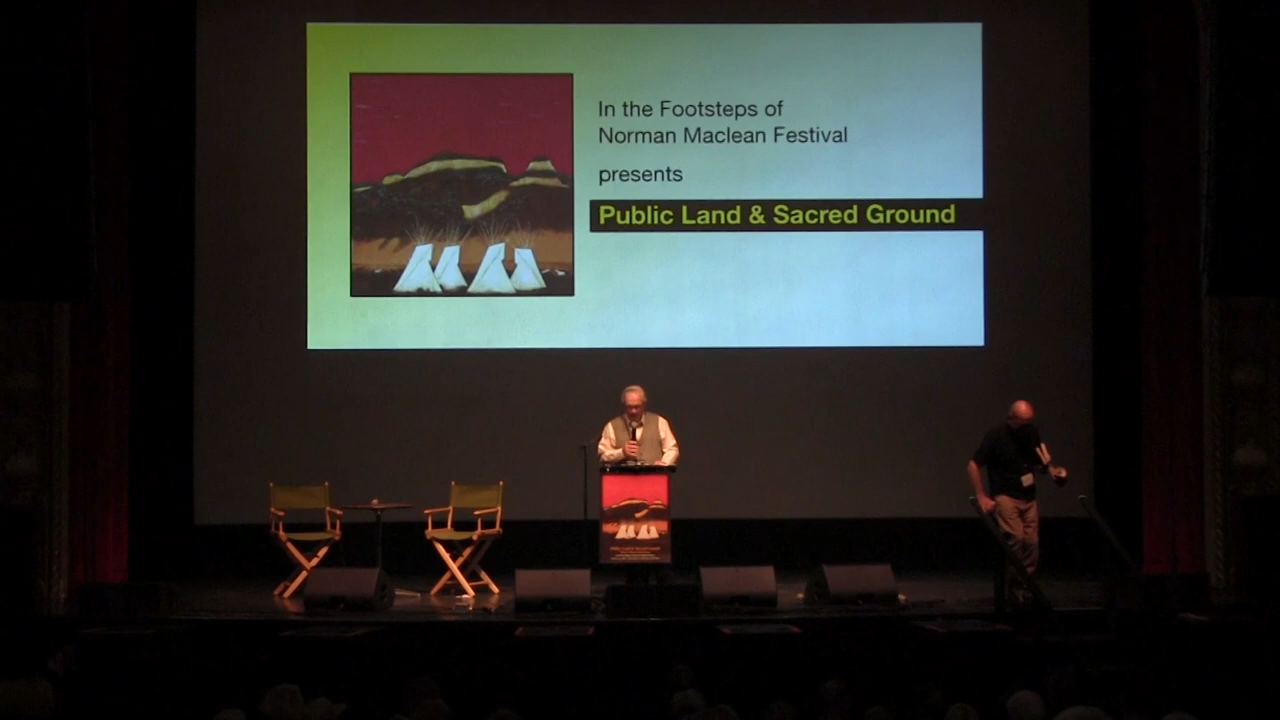 In the Footsteps of
Norman Maclean Festival
presents
Public Land & Sacred Ground